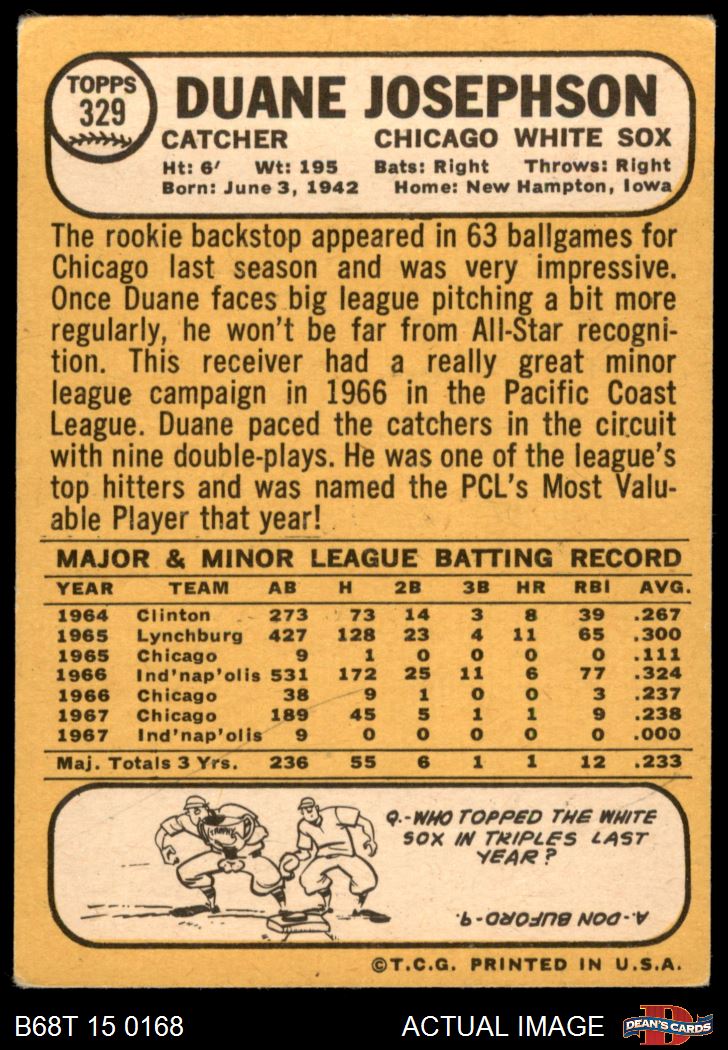 TOPPS
329
DUANE JOSEPHSON
CATCHER CHICAGO WHITE SOX
Ht: 6' Wt: 195 Bats: Right Throws: Right
Born: June 3, 1942 Home: New Hampton, Iowa
The rookie backstop appeared in 63 ballgames for
Chicago last season and was very impressive.
Once Duane faces big league pitching a bit more
regularly, he won't be far from All-Star recogni-
tion. This receiver had a really great minor
league campaign in 1966 in the Pacific Coast
League. Duane paced the catchers in the circuit
with nine double-plays. He was one of the league's
top hitters and was named the PCL's Most Valu-
able Player that year!
MAJOR & MINOR LEAGUE BATTING RECORD
YEAR TEAM AB H 2B 3B HR RBI AVG.
1964 Clinton 273 73 14 3 8 39 .267
1965 Lynchburg 427 128 23 4 11 65 .300
1965 Chicago 9 1 0 0 0 0 .111
1966 Ind'nap'olis 531 172 25 11 6 77 .324
1966 Chicago 38 9 1 0 0 3 .237
1967 Chicago 189 45 5 1 1 9 .238
1967 Ind'nap'olis 9 0 0 0 0 0 .000
Maj. Totals 3 Yrs. 236 55 6 1 1 12 .233
TROPHY
Q.-WHO TOPPED THE WHITE
SOX IN TRIPLES LAST
YEAR?
A-DON BUFORD-9.
©T.C.G. PRINTED IN U.S.A.
B68T 15 0168 ACTUAL IMAGE
D
DEAN'S CARDS